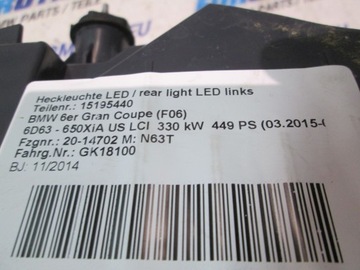 Heckleuchte LED / rear light LED links
Teilenr.: 15195440
- BMW 6er Gran Coupe (F06)
6D63 - 650XiA US LCI 330 kW 449 PS (03.2015-
Fzgnr.: 20-14702 M: N63T
Fahrg.Nr.: GK18100
BJ: 11/2014